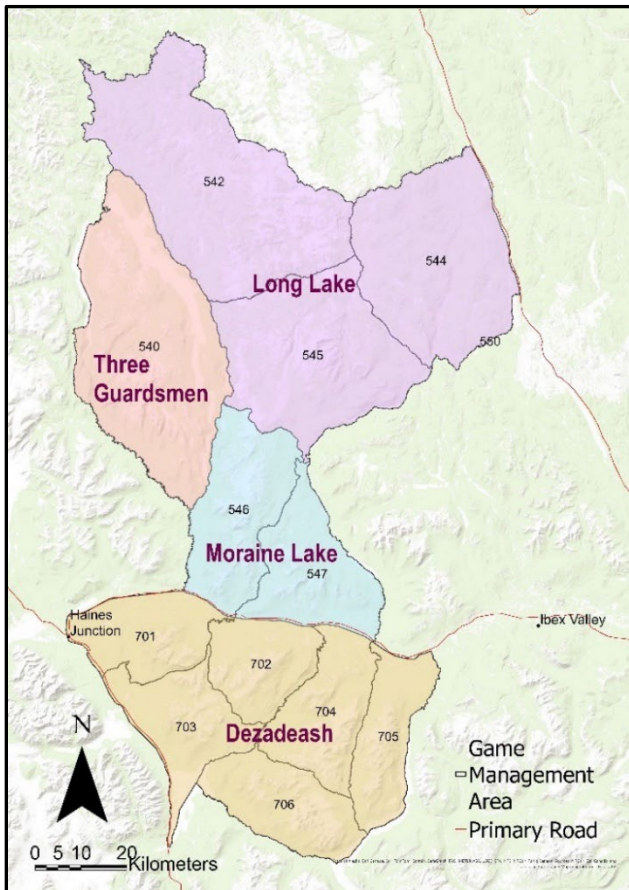 542
544
Long Lake
540
545
550
Three
Guardsmen
546
Moraine Lake
547
Haines
Junction
Ibex Valley
701
702
703
704
Dezadeash
705
706
N
Game
Management
Area
Primary Road
0 5 10 20
Kilometers